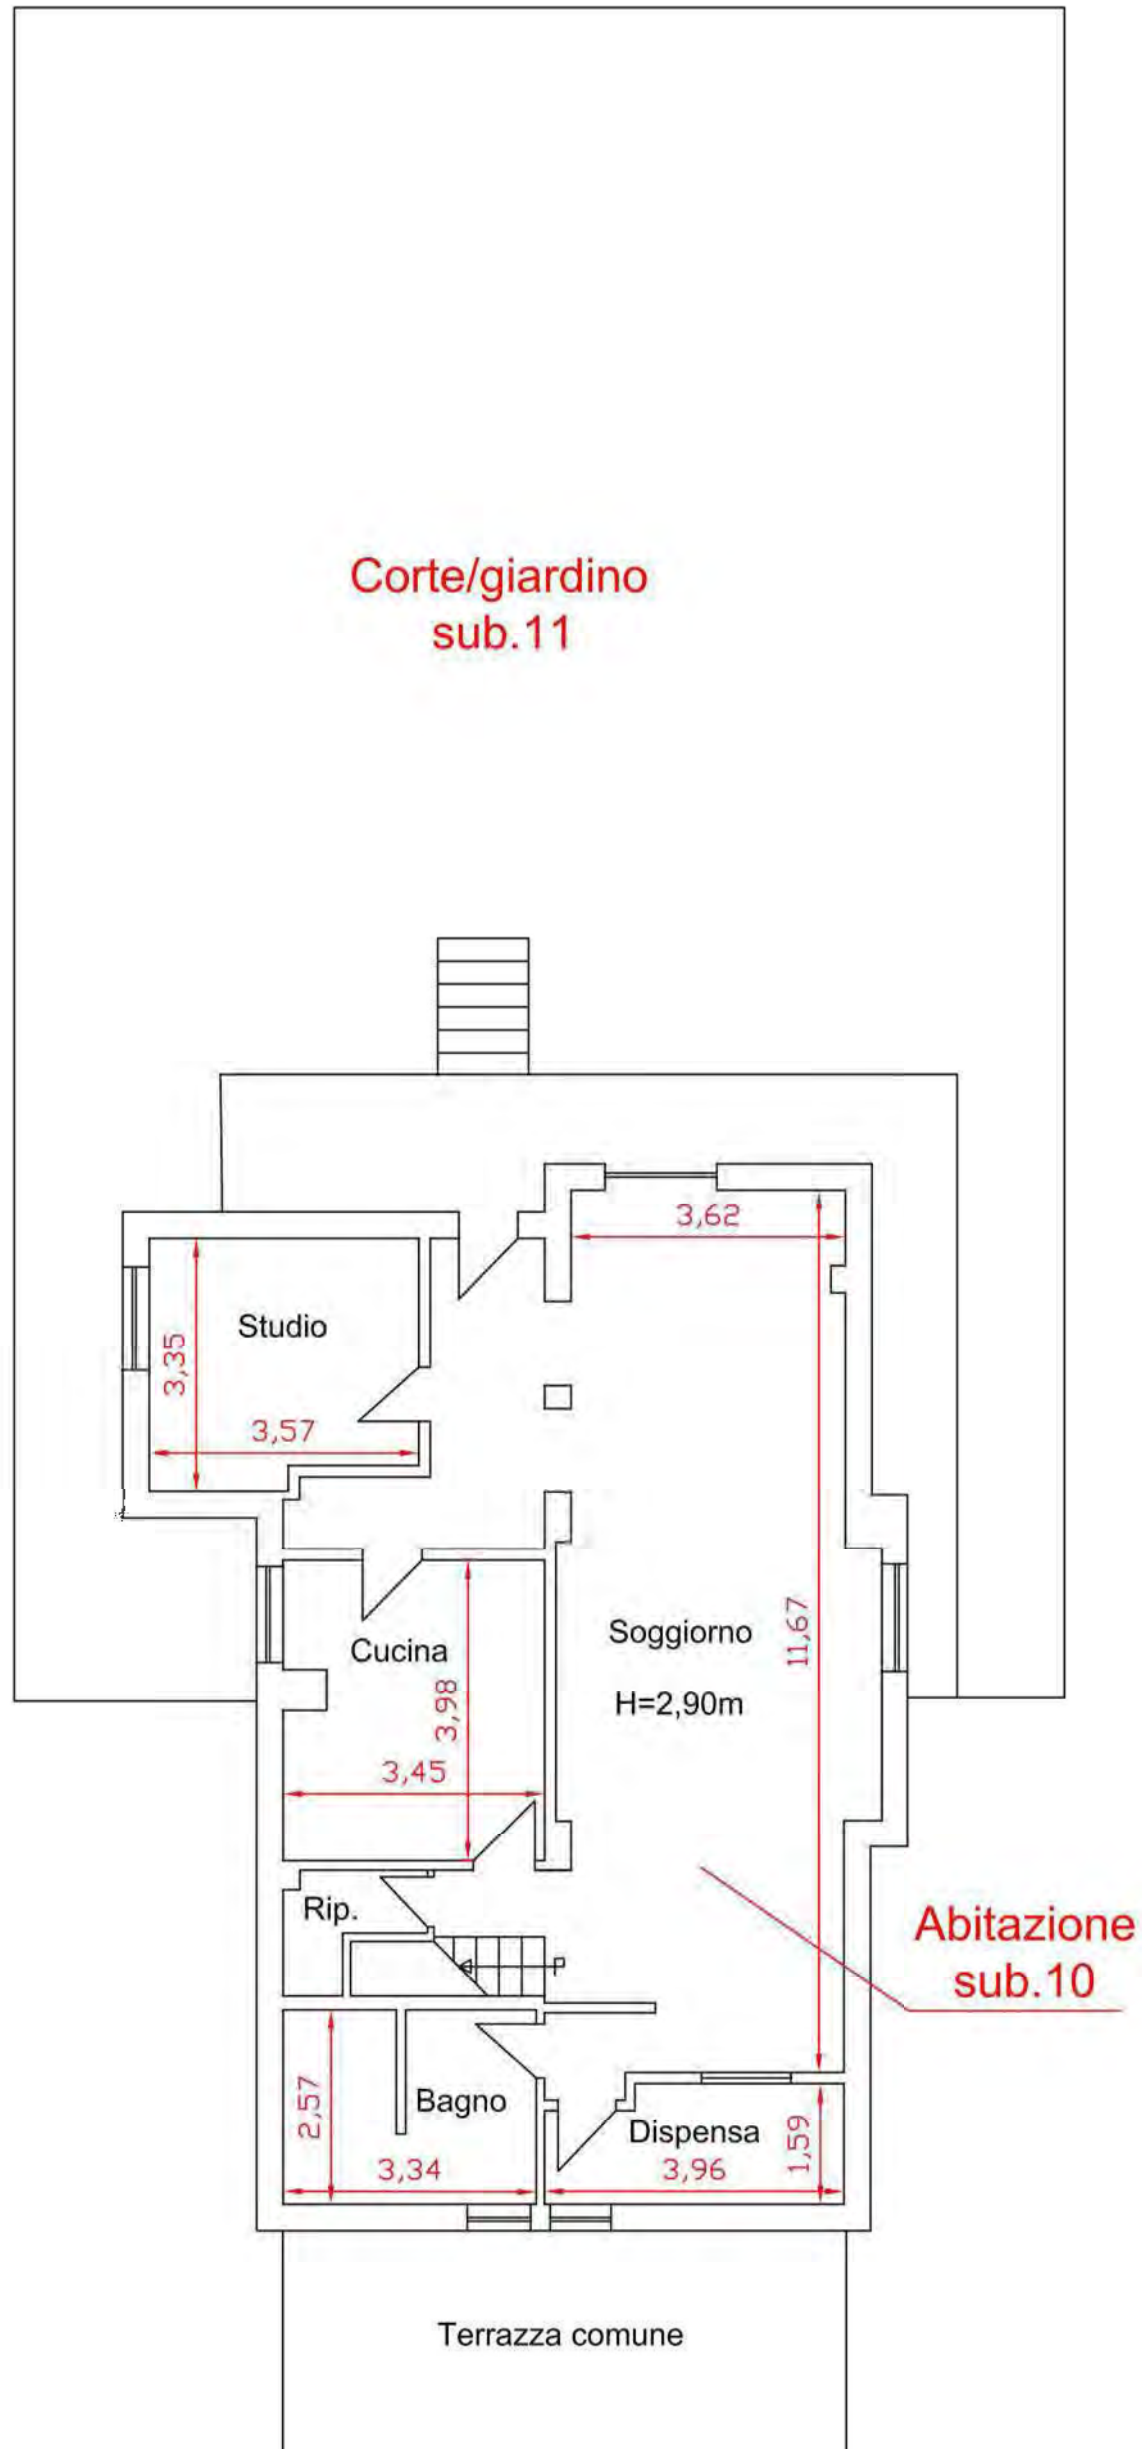 Corte/giardino
sub.11
3,62
Studio
3,35
3,57
Soggiorno
H=2,90m
11,67
Cucina
3,98
3,45
Rip.
Abitazione
sub.10
Bagno
2,57
3,34
Dispensa
3,96
1,59
Terrazza comune